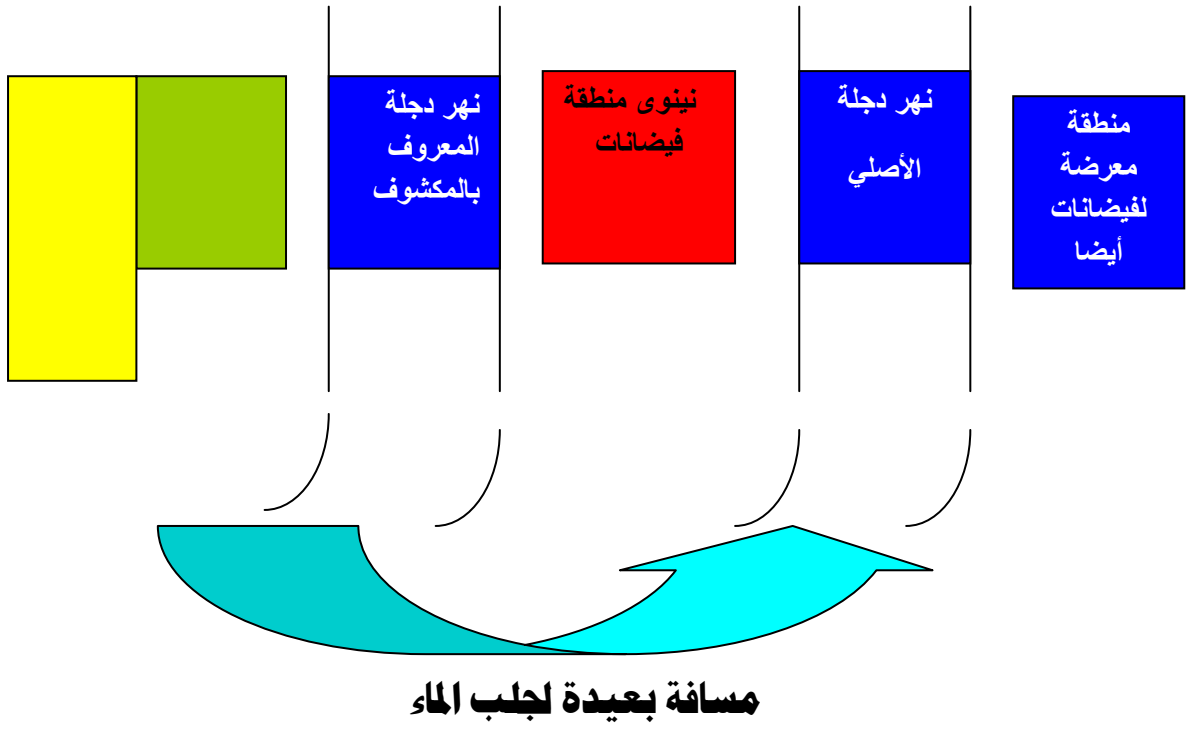 منطقة
معرضة
لفيضانات
أيضا
نهر دجلة
الأصلي
نينوى منطقة
فيضانات
نهر دجلة
المعروف
بالمكشوف
مسافة بعيدة لجلب الماء